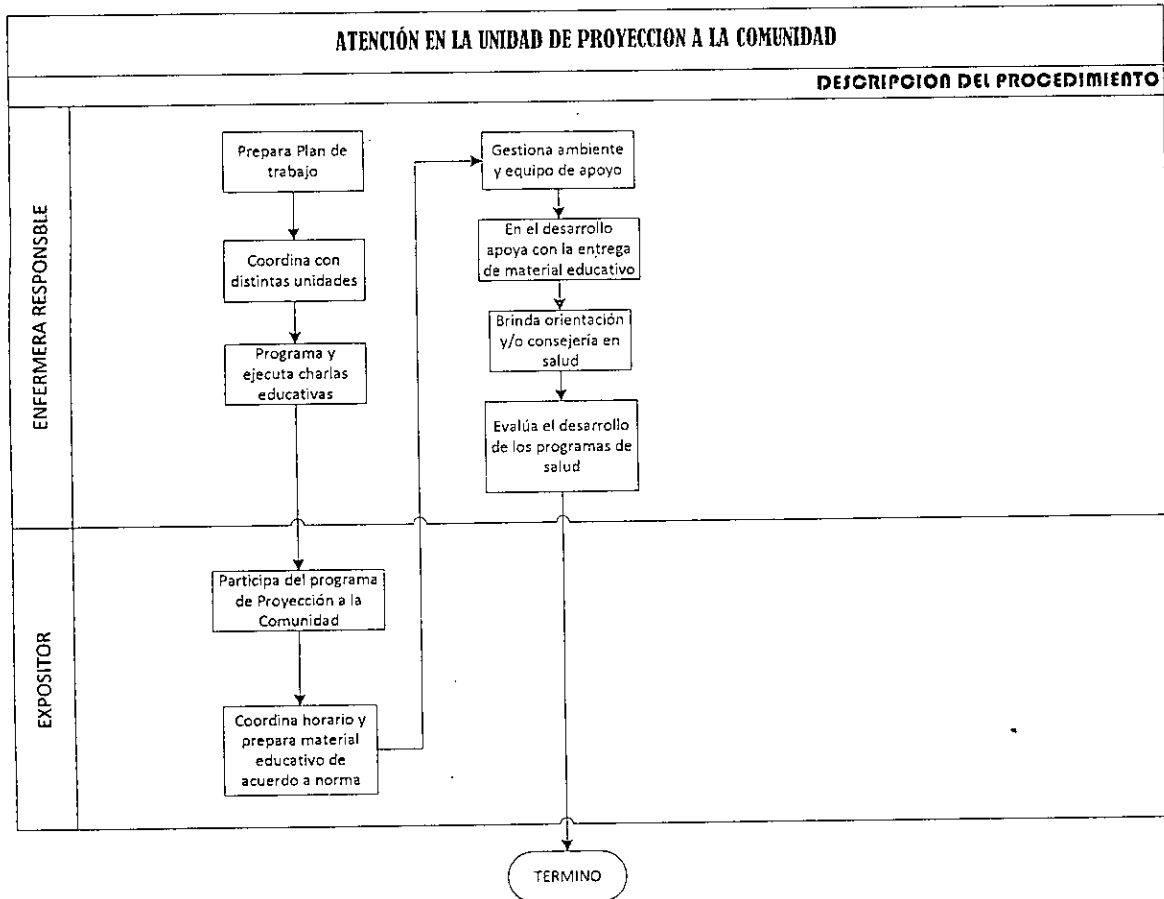 ATENCIÓN EN LA UNIDAD DE PROYECCION A LA COMUNIDAD
DESCRIPCION DEL PROCEDIMIENTO
ENFERMERA RESPONSBLE
Prepara Plan de
trabajo
Coordina con
distintas unidades
Programa y
ejecuta charlas
educativas
Gestiona ambiente
y equipo de apoyo
En el desarrollo
apoya con la entrega
de material educativo
Brinda orientación
y/o consejería en
salud
Evalúa el desarrollo
de los programas de
salud
EXPOSITOR
Participa del programa
de Proyección a la
Comunidad
Coordina horario y
prepara material
educativo de
acuerdo a norma
TERMINO